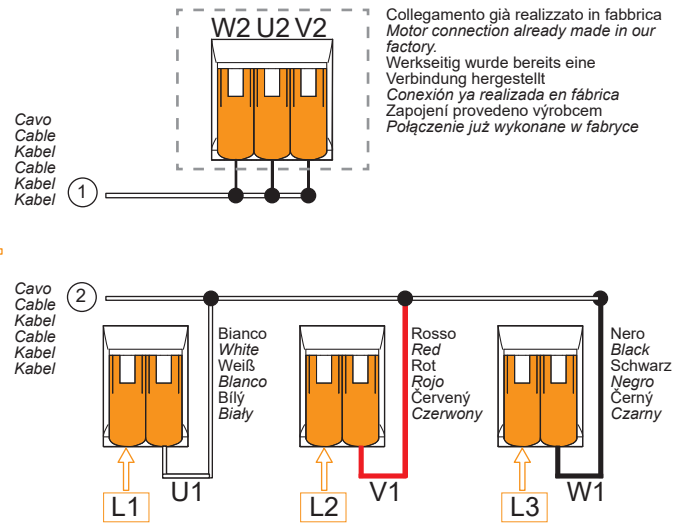 W2 U2 V2
Collegamento già realizzato in fabbrica
Motor connection already made in our
factory.
Werkseitig wurde bereits eine
Verbindung hergestellt
Conexión ya realizada en fábrica
Zapojení provedeno výrobcem
Połączenie już wykonane w fabryce
Cavo
Cable
Kabel
Cable
Kabel
Kabel
1
Cavo
Cable
Kabel
Cable
Kabel
Kabel
2
Bianco
White
Weiß
Blanco
Bílý
Biały
Rosso
Red
Rot
Rojo
Červený
Czerwony
Nero
Black
Schwarz
Negro
Černý
Czarny
L1
U1
L2
V1
L3
W1